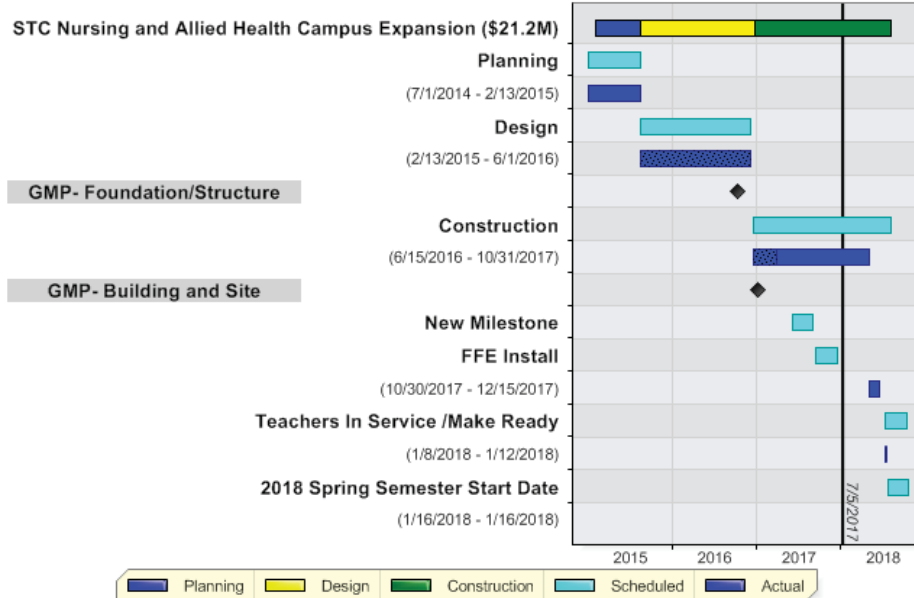 STC Nursing and Allied Health Campus Expansion ($21.2M)
Planning
(7/1/2014 - 2/13/2015)
Design
(2/13/2015 - 6/1/2016)
GMP- Foundation/Structure
Construction
(6/15/2016 - 10/31/2017)
GMP- Building and Site
New Milestone
FFE Install
(10/30/2017 - 12/15/2017)
Teachers In Service /Make Ready
(1/8/2018 - 1/12/2018)
2018 Spring Semester Start Date
(1/16/2018 - 1/16/2018)
7/5/2017
2015 2016 2017 2018
Planning Design Construction Scheduled Actual